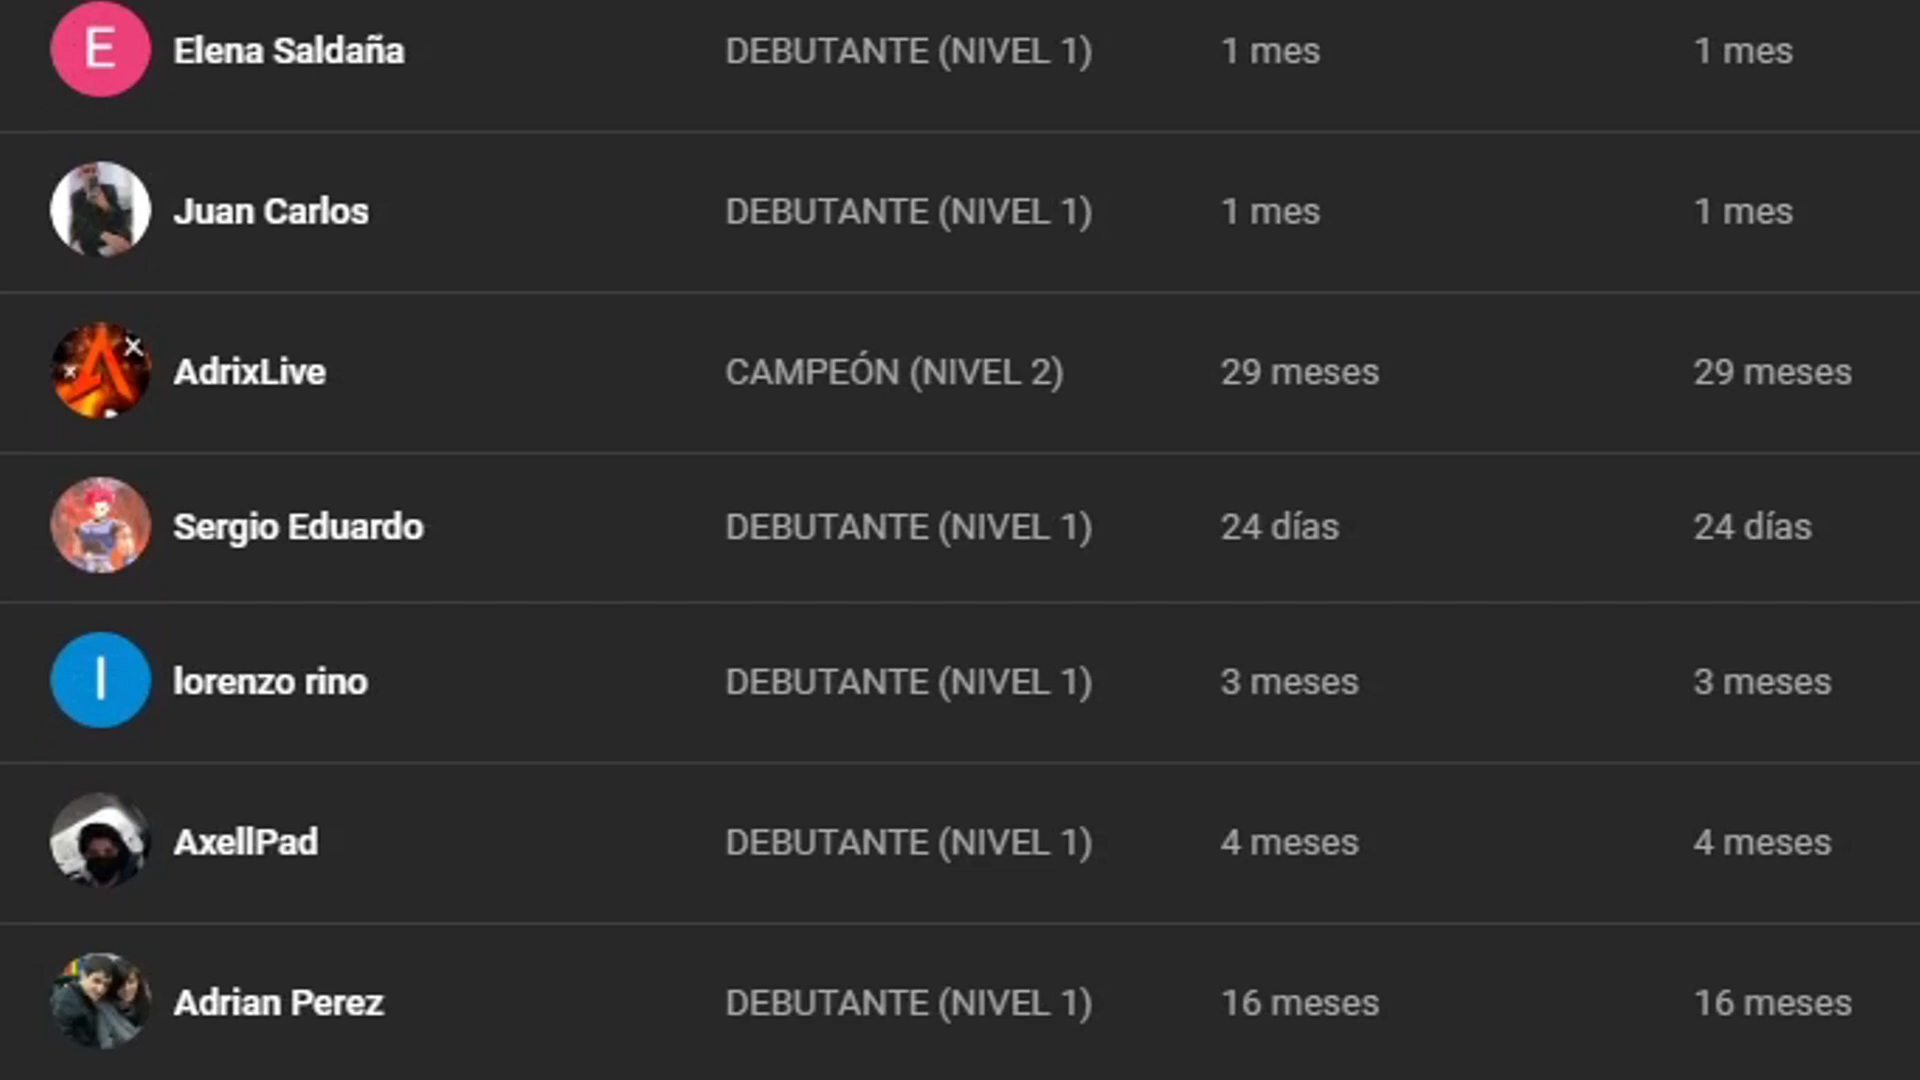 E Elena Saldaña DEBUTANTE (NIVEL 1) 1 mes 1 mes
Juan Carlos DEBUTANTE (NIVEL 1) 1 mes 1 mes
AdrixLive CAMPEÓN (NIVEL 2) 29 meses 29 meses
Sergio Eduardo DEBUTANTE (NIVEL 1) 24 días 24 días
l lorenzo rino DEBUTANTE (NIVEL 1) 3 meses 3 meses
AxellPad DEBUTANTE (NIVEL 1) 4 meses 4 meses
Adrian Perez DEBUTANTE (NIVEL 1) 16 meses 16 meses